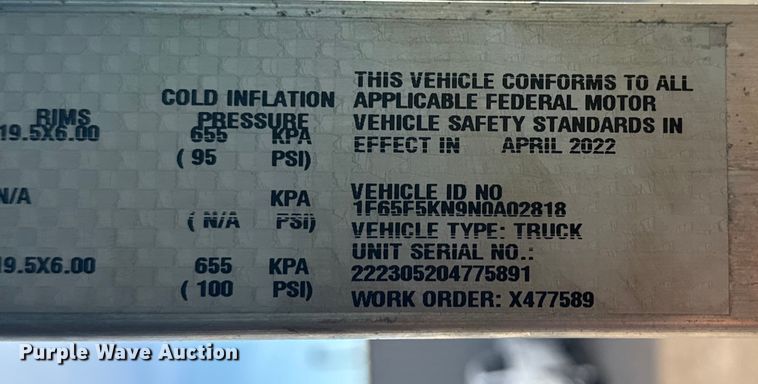 RIMS
19.5X6.00
N/A
19.5X6.00
COLD INFLATION
PRESSURE
655 KPA
( 95 PSI)
KPA
( N/A PSI)
655 KPA
( 100 PSI)
THIS VEHICLE CONFORMS TO ALL
APPLICABLE FEDERAL MOTOR
VEHICLE SAFETY STANDARDS IN
EFFECT IN APRIL 2022
VEHICLE ID NO
1F65F5KN9N0A02818
VEHICLE TYPE: TRUCK
UNIT SERIAL NO.:
222305204775891
WORK ORDER: X477589
Purple Wave Auction